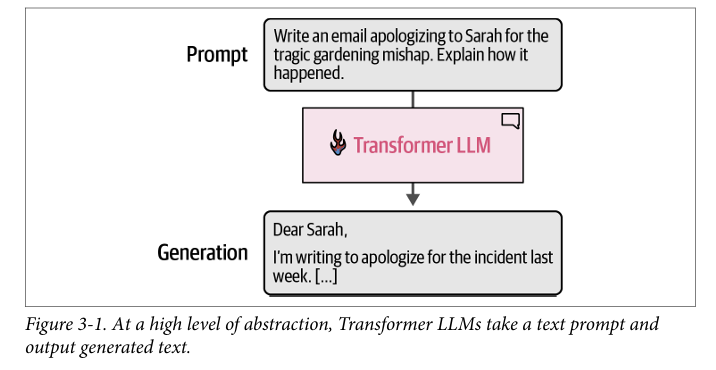 Prompt
Write an email apologizing to Sarah for the
tragic gardening mishap. Explain how it
happened.
Transformer LLM
Generation
Dear Sarah,
I'm writing to apologize for the incident last
week. [...]
Figure 3-1. At a high level of abstraction, Transformer LLMs take a text prompt and
output generated text.